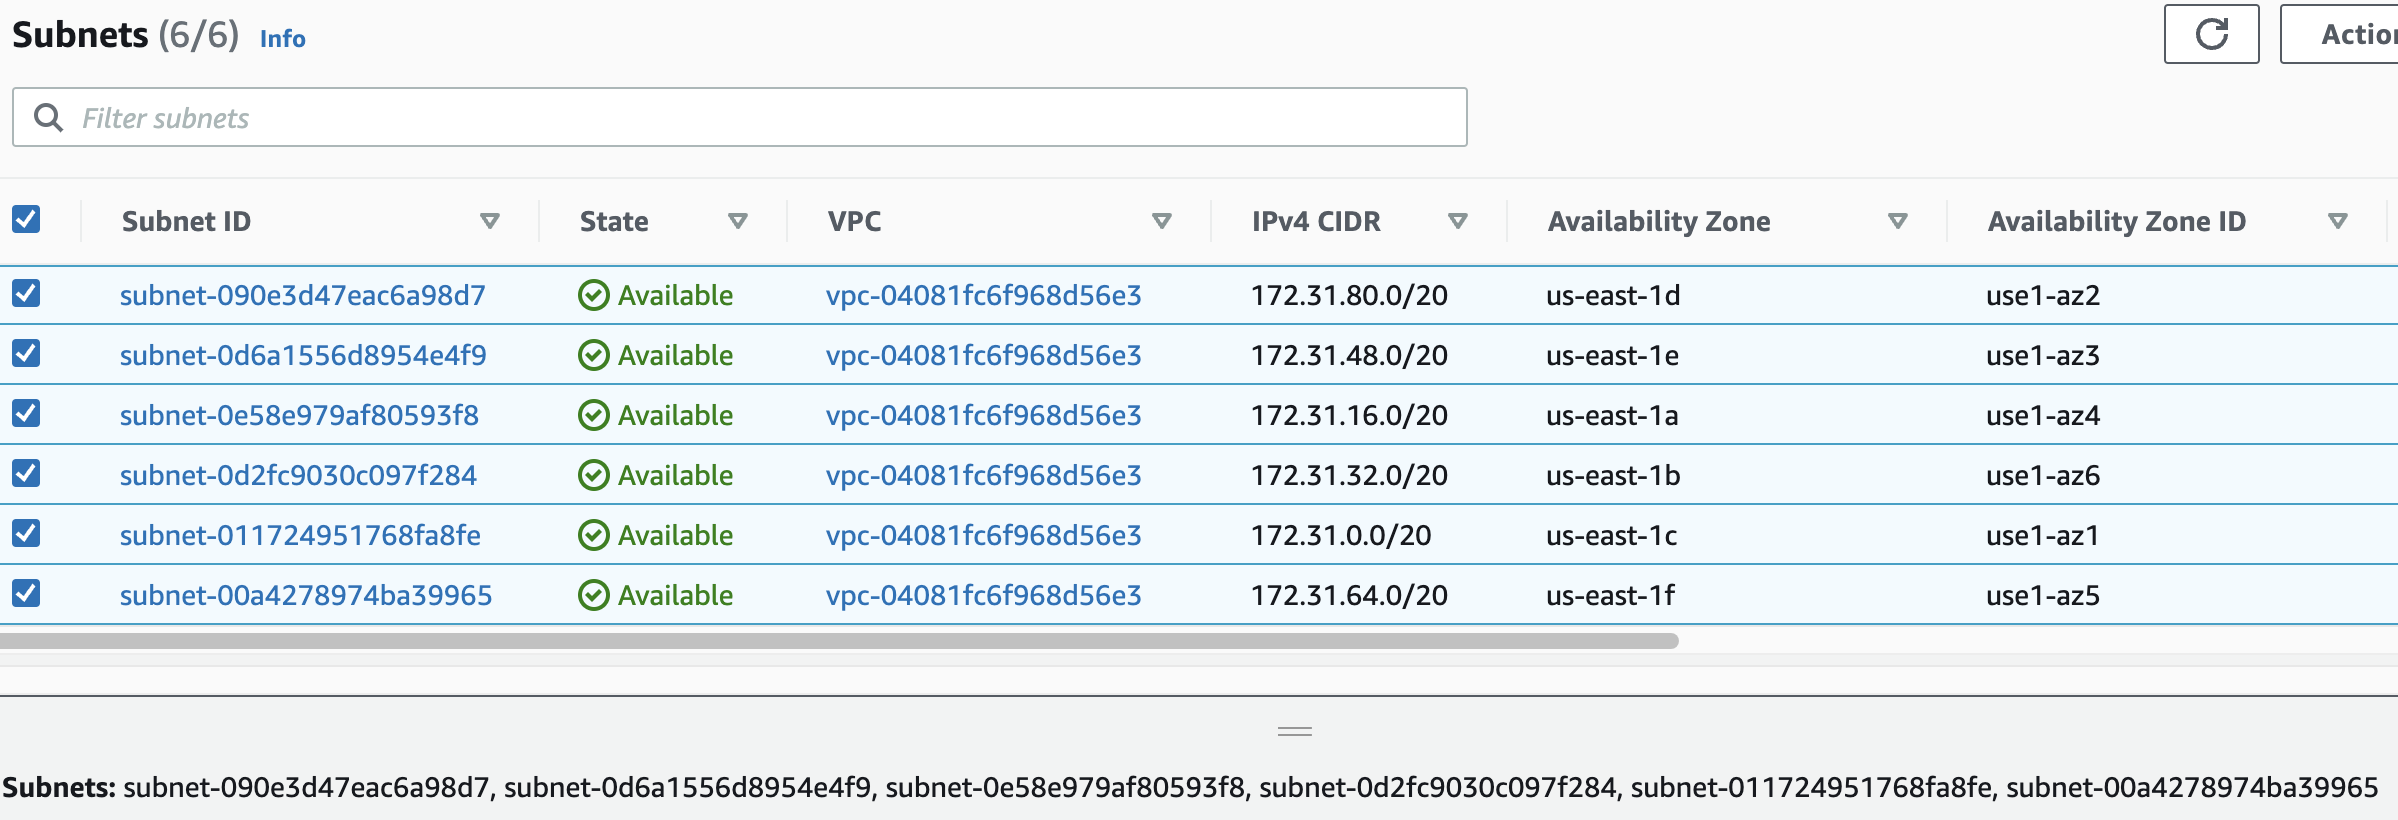 Subnets (6/6) Info
Actio
Filter subnets
Subnet ID State VPC IPv4 CIDR Availability Zone Availability Zone ID
subnet-090e3d47eac6a98d7 Available vpc-04081fc6f968d56e3 172.31.80.0/20 us-east-1d use1-az2
subnet-0d6a1556d8954e4f9 Available vpc-04081fc6f968d56e3 172.31.48.0/20 us-east-1e use1-az3
subnet-0e58e979af80593f8 Available vpc-04081fc6f968d56e3 172.31.16.0/20 us-east-1a use1-az4
subnet-0d2fc9030c097f284 Available vpc-04081fc6f968d56e3 172.31.32.0/20 us-east-1b use1-az6
subnet-011724951768fa8fe Available vpc-04081fc6f968d56e3 172.31.0.0/20 us-east-1c use1-az1
subnet-00a4278974ba39965 Available vpc-04081fc6f968d56e3 172.31.64.0/20 us-east-1f use1-az5
Subnets: subnet-090e3d47eac6a98d7, subnet-0d6a1556d8954e4f9, subnet-0e58e979af80593f8, subnet-0d2fc9030c097f284, subnet-011724951768fa8fe, subnet-00a4278974ba39965